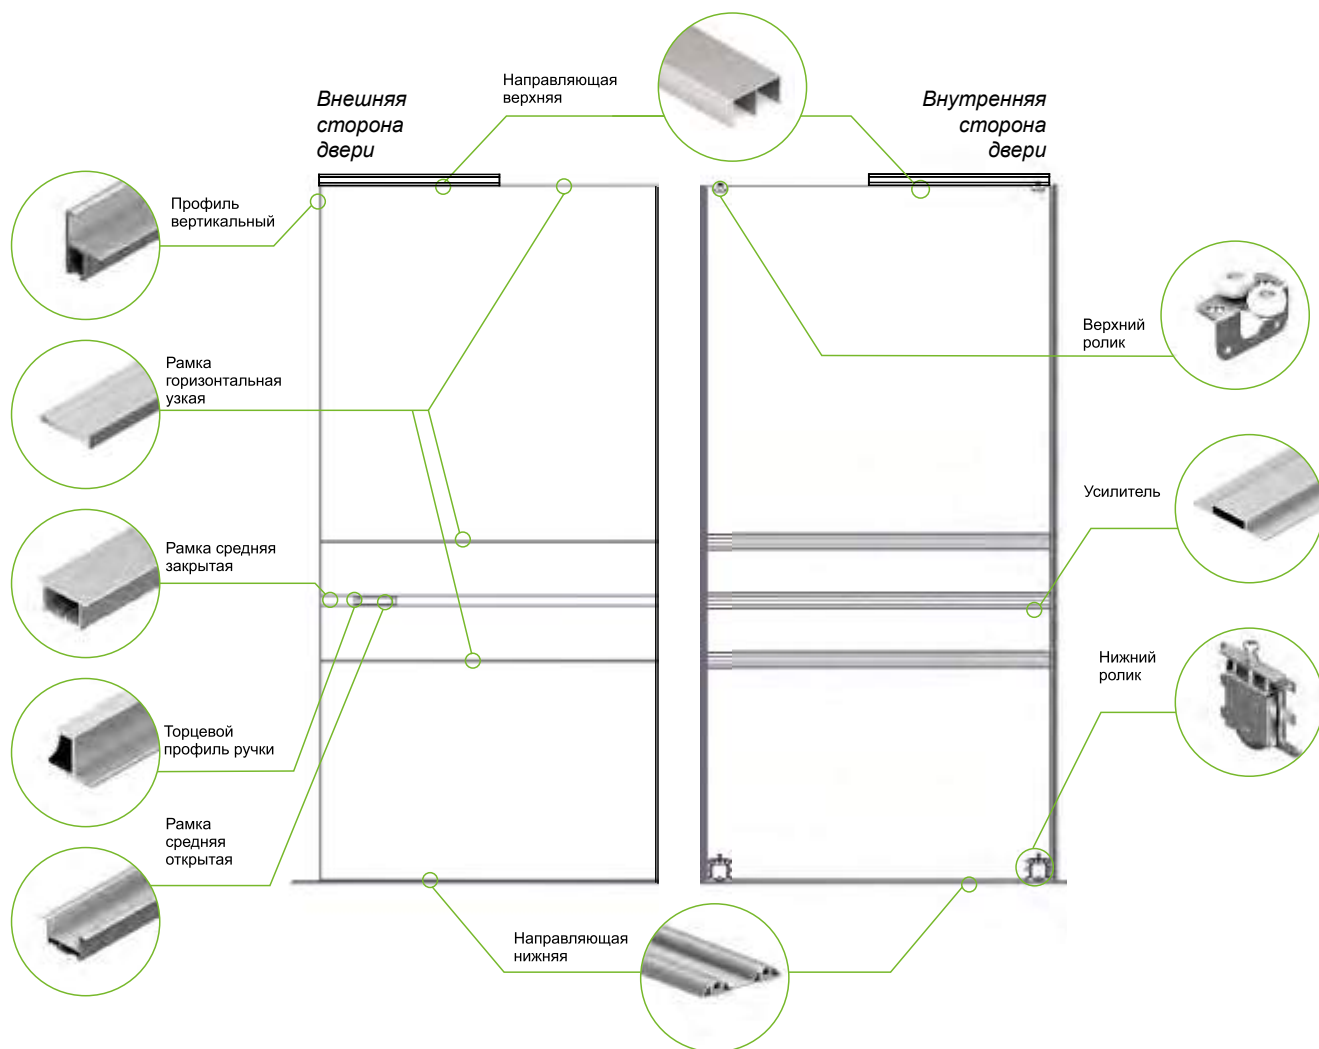 Направляющая
верхняя
Внешняя
сторона
двери
Внутренняя
сторона
двери
Профиль
вертикальный
Верхний
ролик
Рамка
горизонтальная
узкая
Усилитель
Рамка средняя
закрытая
Нижний
ролик
Торцевой
профиль ручки
Рамка
средняя
открытая
Направляющая
нижняя